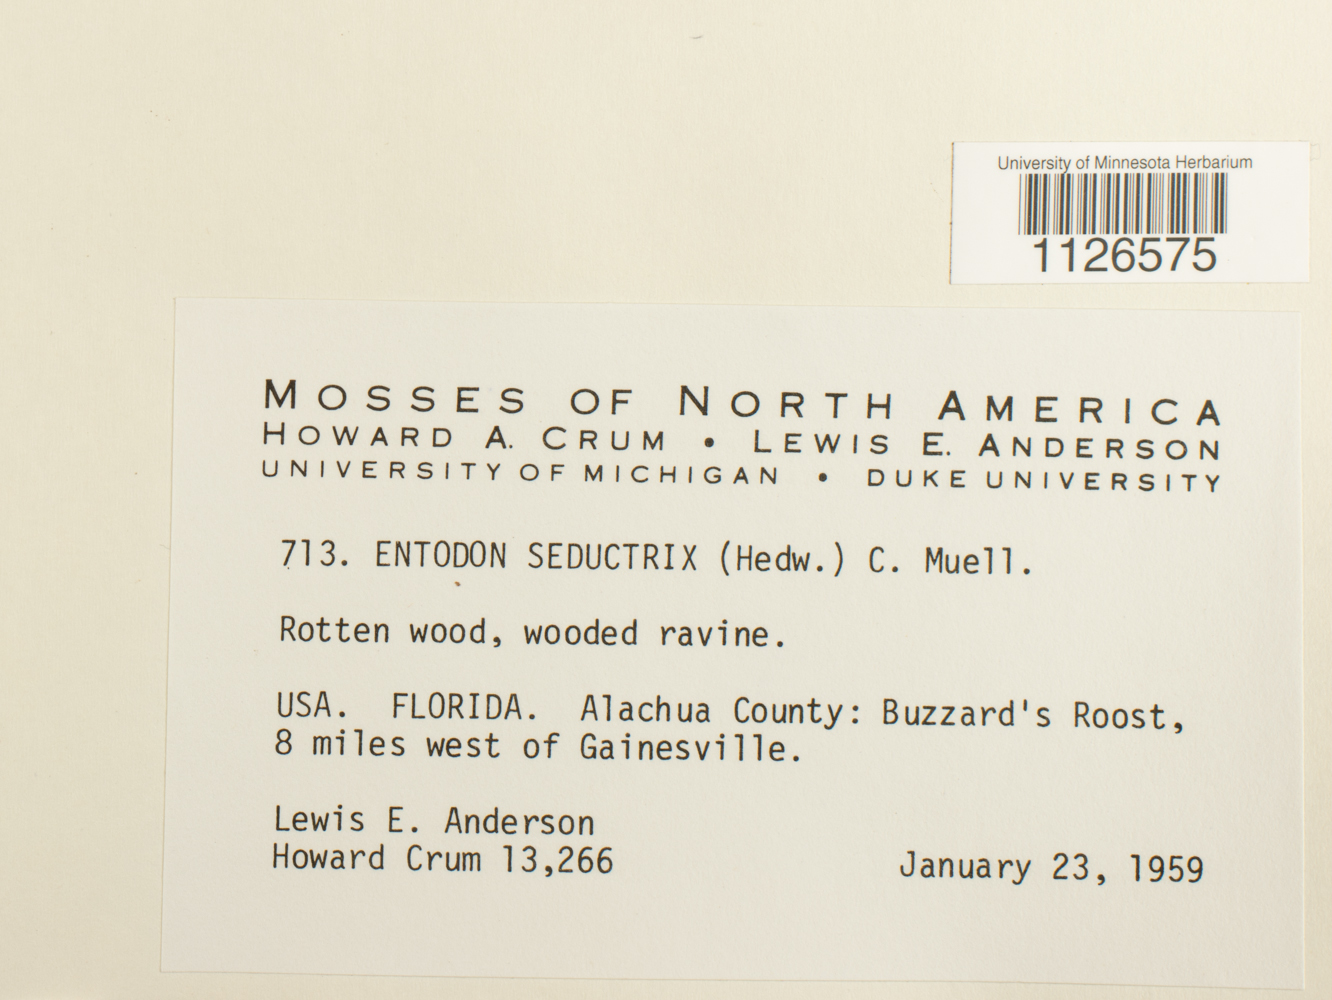 University of Minnesota Herbarium
1126575
MOSSES OF NORTH AMERICA
HOWARD A. CRUM • LEWIS E. ANDERSON
UNIVERSITY OF MICHIGAN • DUKE UNIVERSITY
713. ENTODON SEDUCTRIX (Hedw.) C. Muell.
Rotten wood, wooded ravine.
USA. FLORIDA. Alachua County: Buzzard's Roost,
8 miles west of Gainesville.
Lewis E. Anderson
Howard Crum 13,266 January 23, 1959